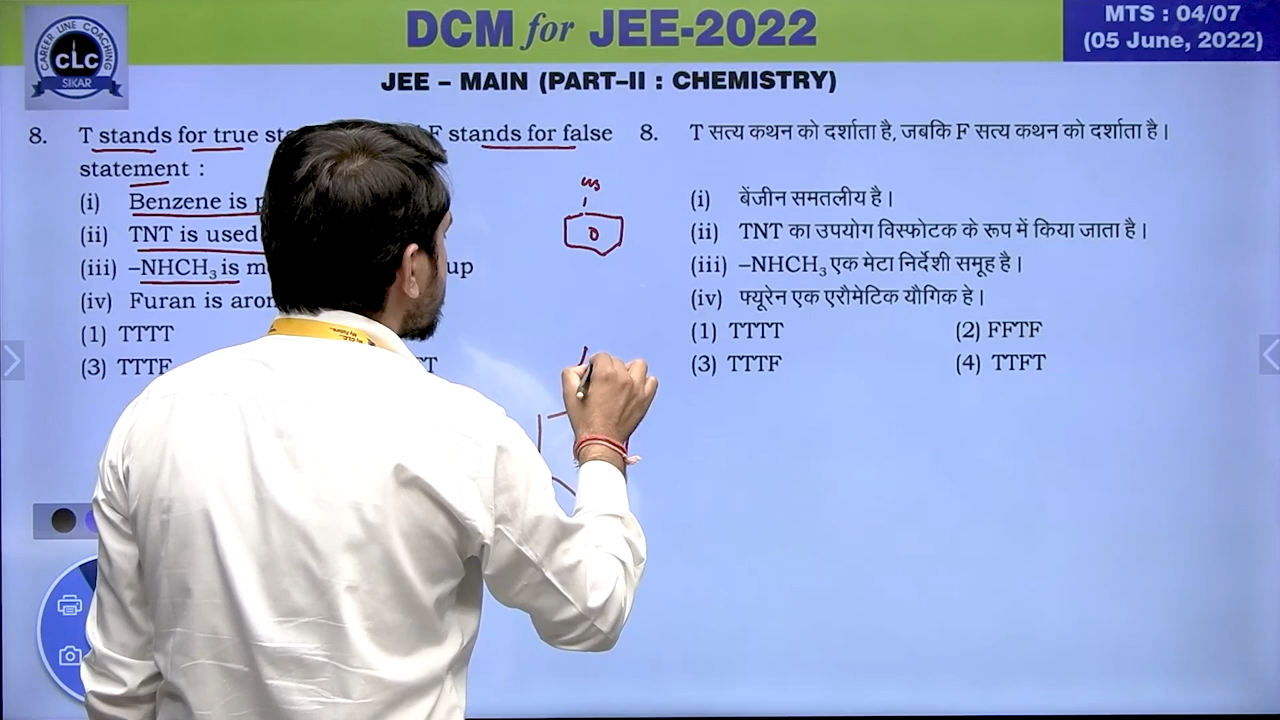 CAREER LINE COACHING
CLC
SIKAR
DCM for JEE-2022
MTS : 04/07
(05 June, 2022)
JEE – MAIN (PART–II : CHEMISTRY)
8. T stands for true F stands for false
statement :
(i) Benzene is
(ii) TNT is used
(iii) –NHCH₃ is
(iv) Furan is
(1) TTTT
(3) TTTF
8. T सत्य कथन को दर्शाता है, जबकि F सत्य कथन को दर्शाता है।
(i) बेंजीन समतलीय है।
(ii) TNT का उपयोग विस्फोटक के रूप में किया जाता है।
(iii) –NHCH₃ एक मेटा निर्देशी समूह है।
(iv) फ्यूरेन एक एरौमेटिक यौगिक हे।
(1) TTTT (2) FFTF
(3) TTTF (4) TTFT